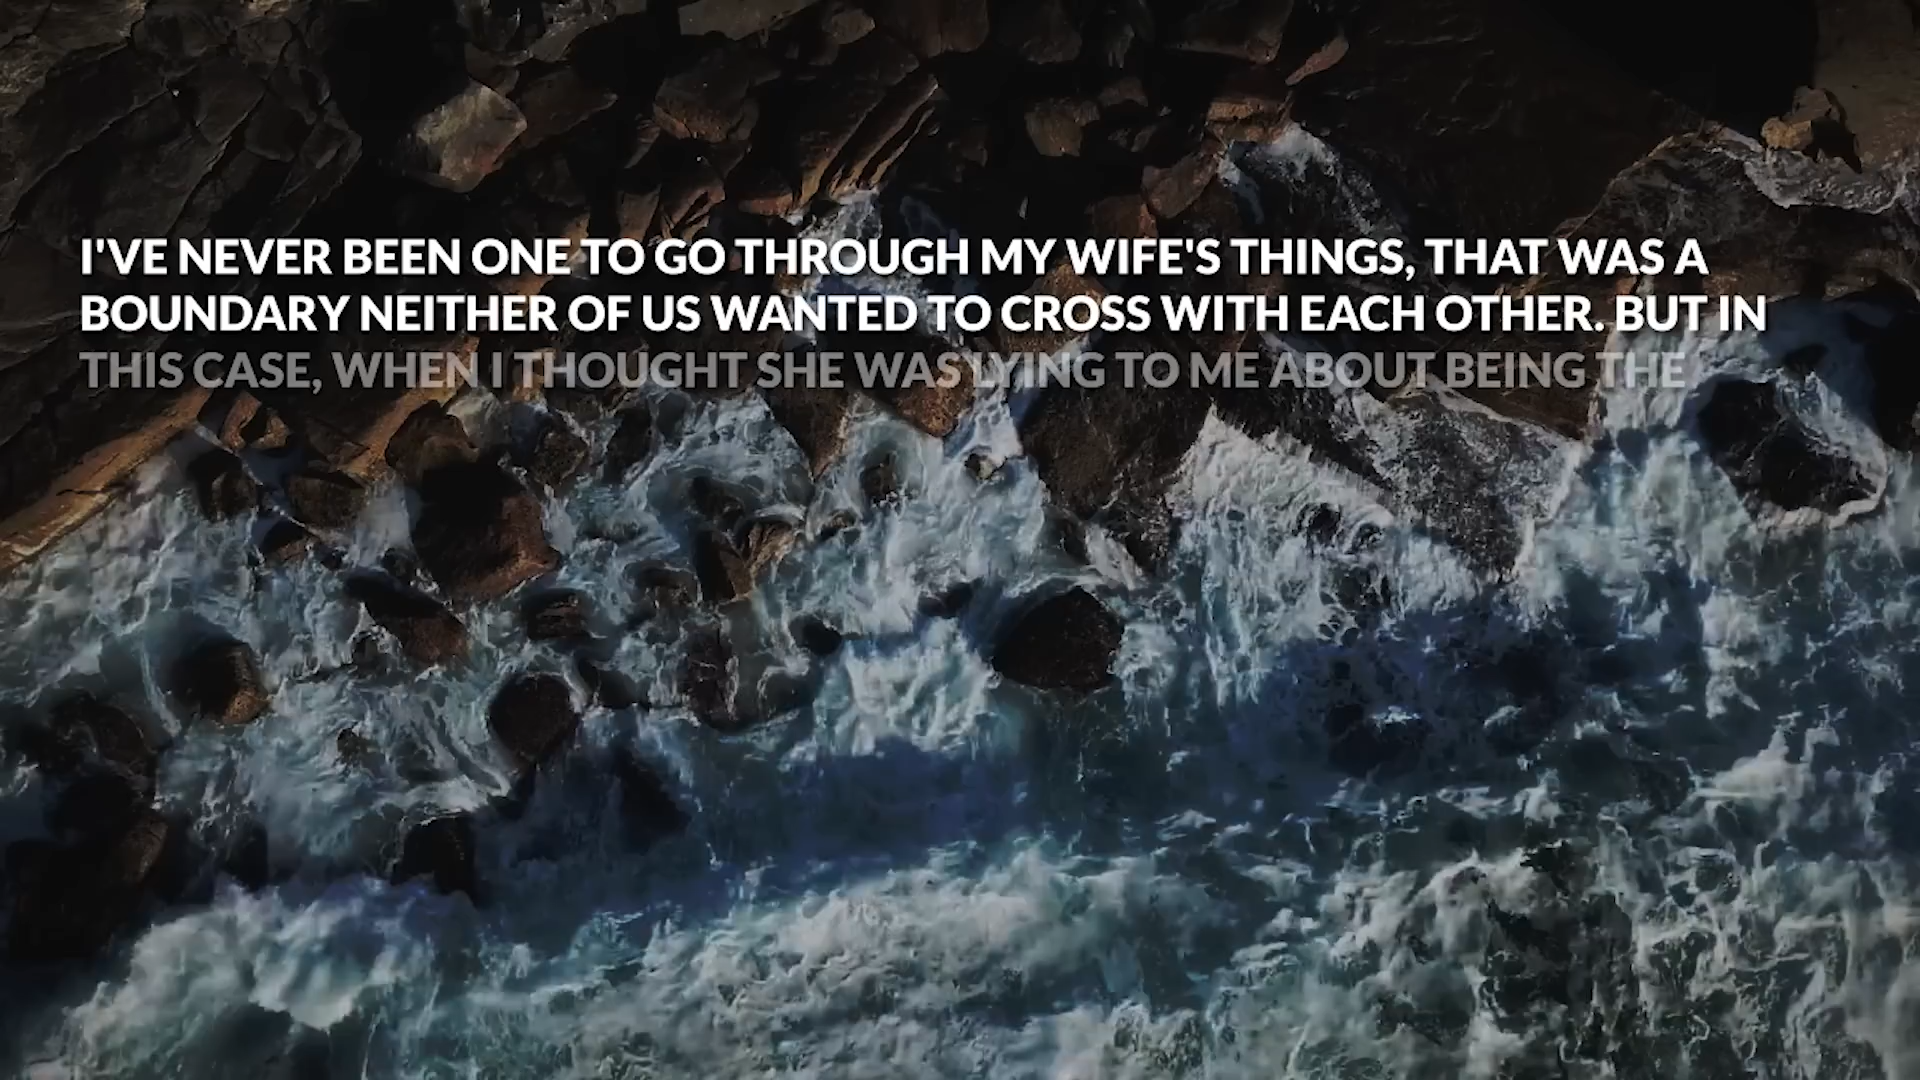 I'VE NEVER BEEN ONE TO GO THROUGH MY WIFE'S THINGS, THAT WAS A
BOUNDARY NEITHER OF US WANTED TO CROSS WITH EACH OTHER. BUT IN
THIS CASE, WHEN I THOUGHT SHE WAS LYING TO ME ABOUT BEING THE